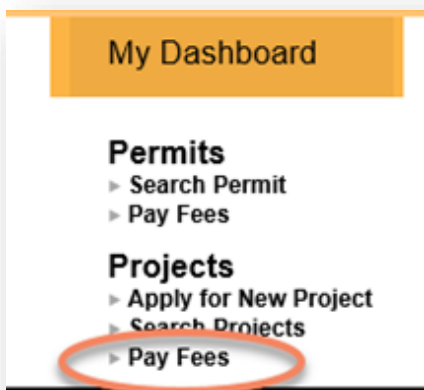 My Dashboard
Permits
Search Permit
Pay Fees
Projects
Apply for New Project
Search Projects
Pay Fees